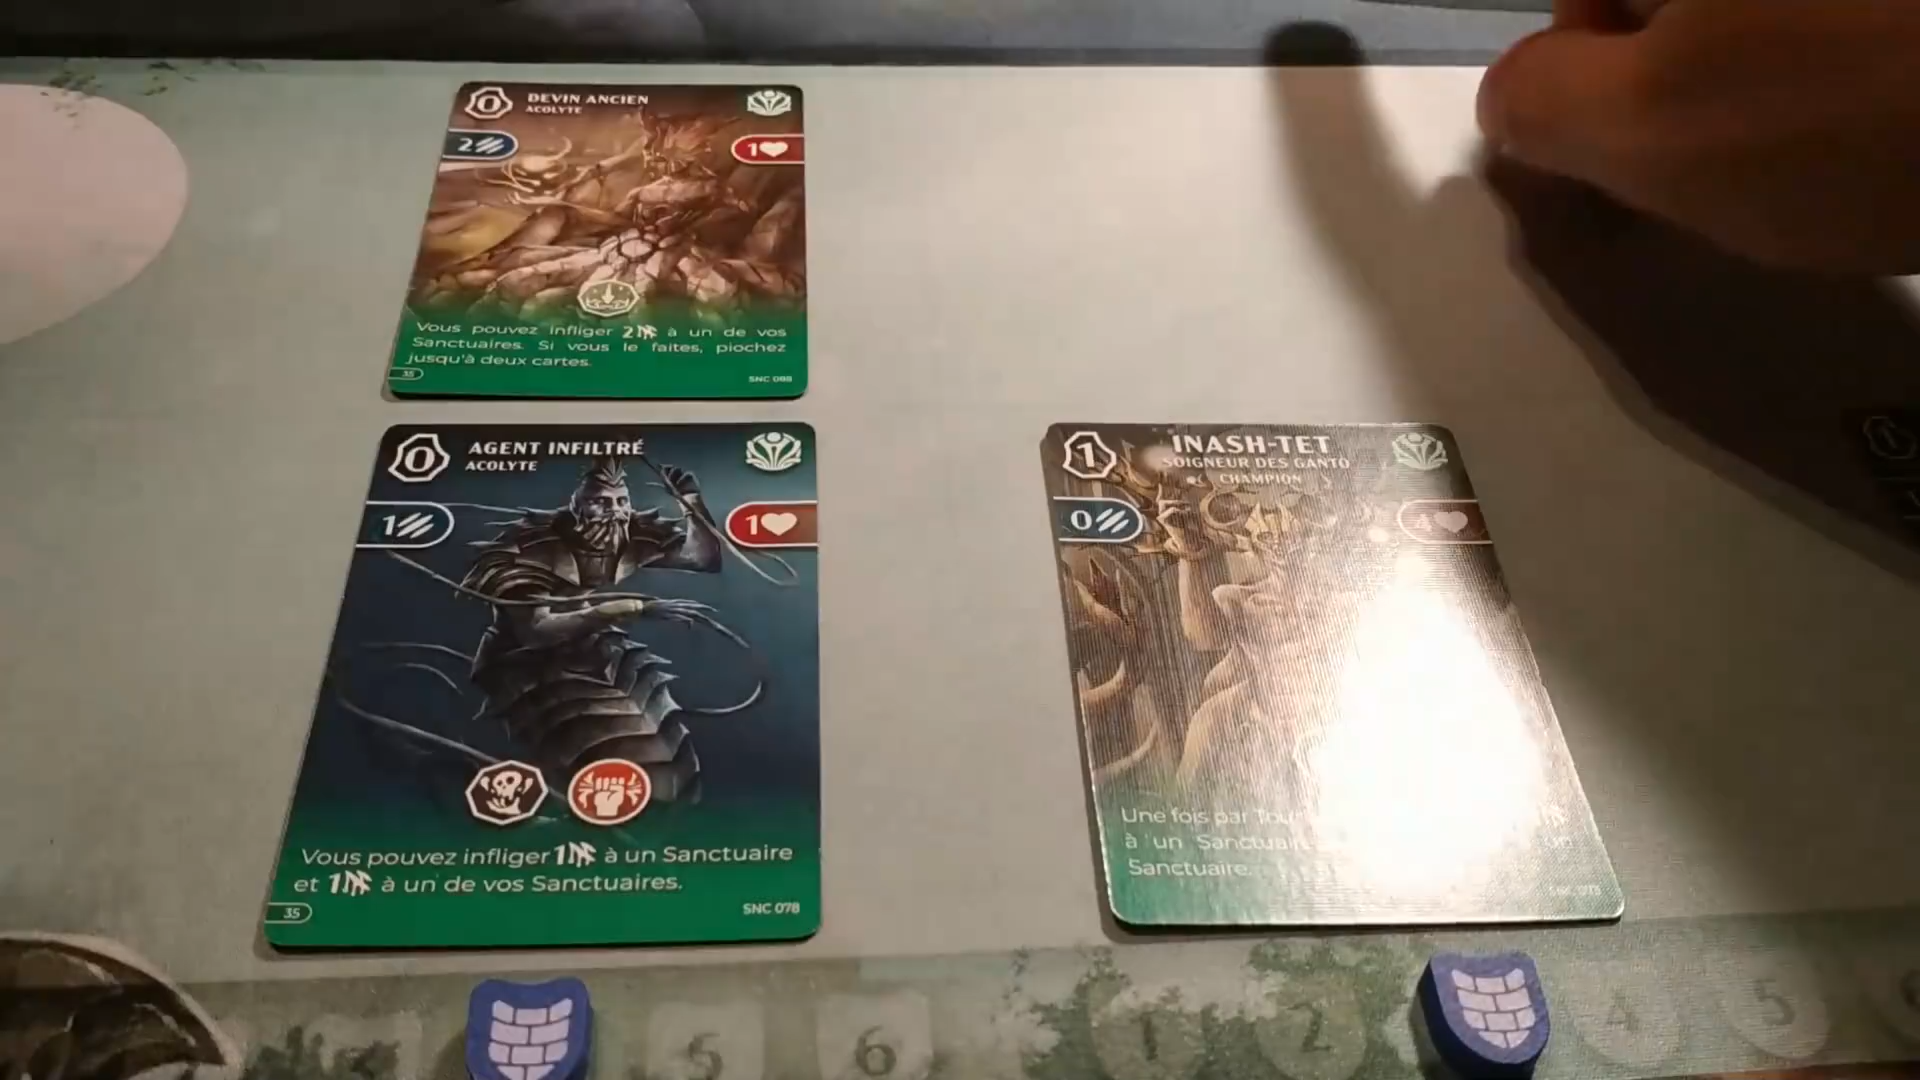 0 DEVIN ANCIEN
ACOLYTE
2
1
Vous pouvez infliger 2 à un de vos
Sanctuaires. Si vous le faites, piochez
jusqu'à deux cartes.
35 SNC 088
0 AGENT INFILTRÉ
ACOLYTE
1
1
Vous pouvez infliger 1 à un Sanctuaire
et 1 à un de vos Sanctuaires.
35 SNC 078
1 INASH-TET
SOIGNEUR DES GANTO
CHAMPION
0
4
Une fois par Tour
à un Sanctuaire un
Sanctuaire.
5 6 1 2 4 5 6